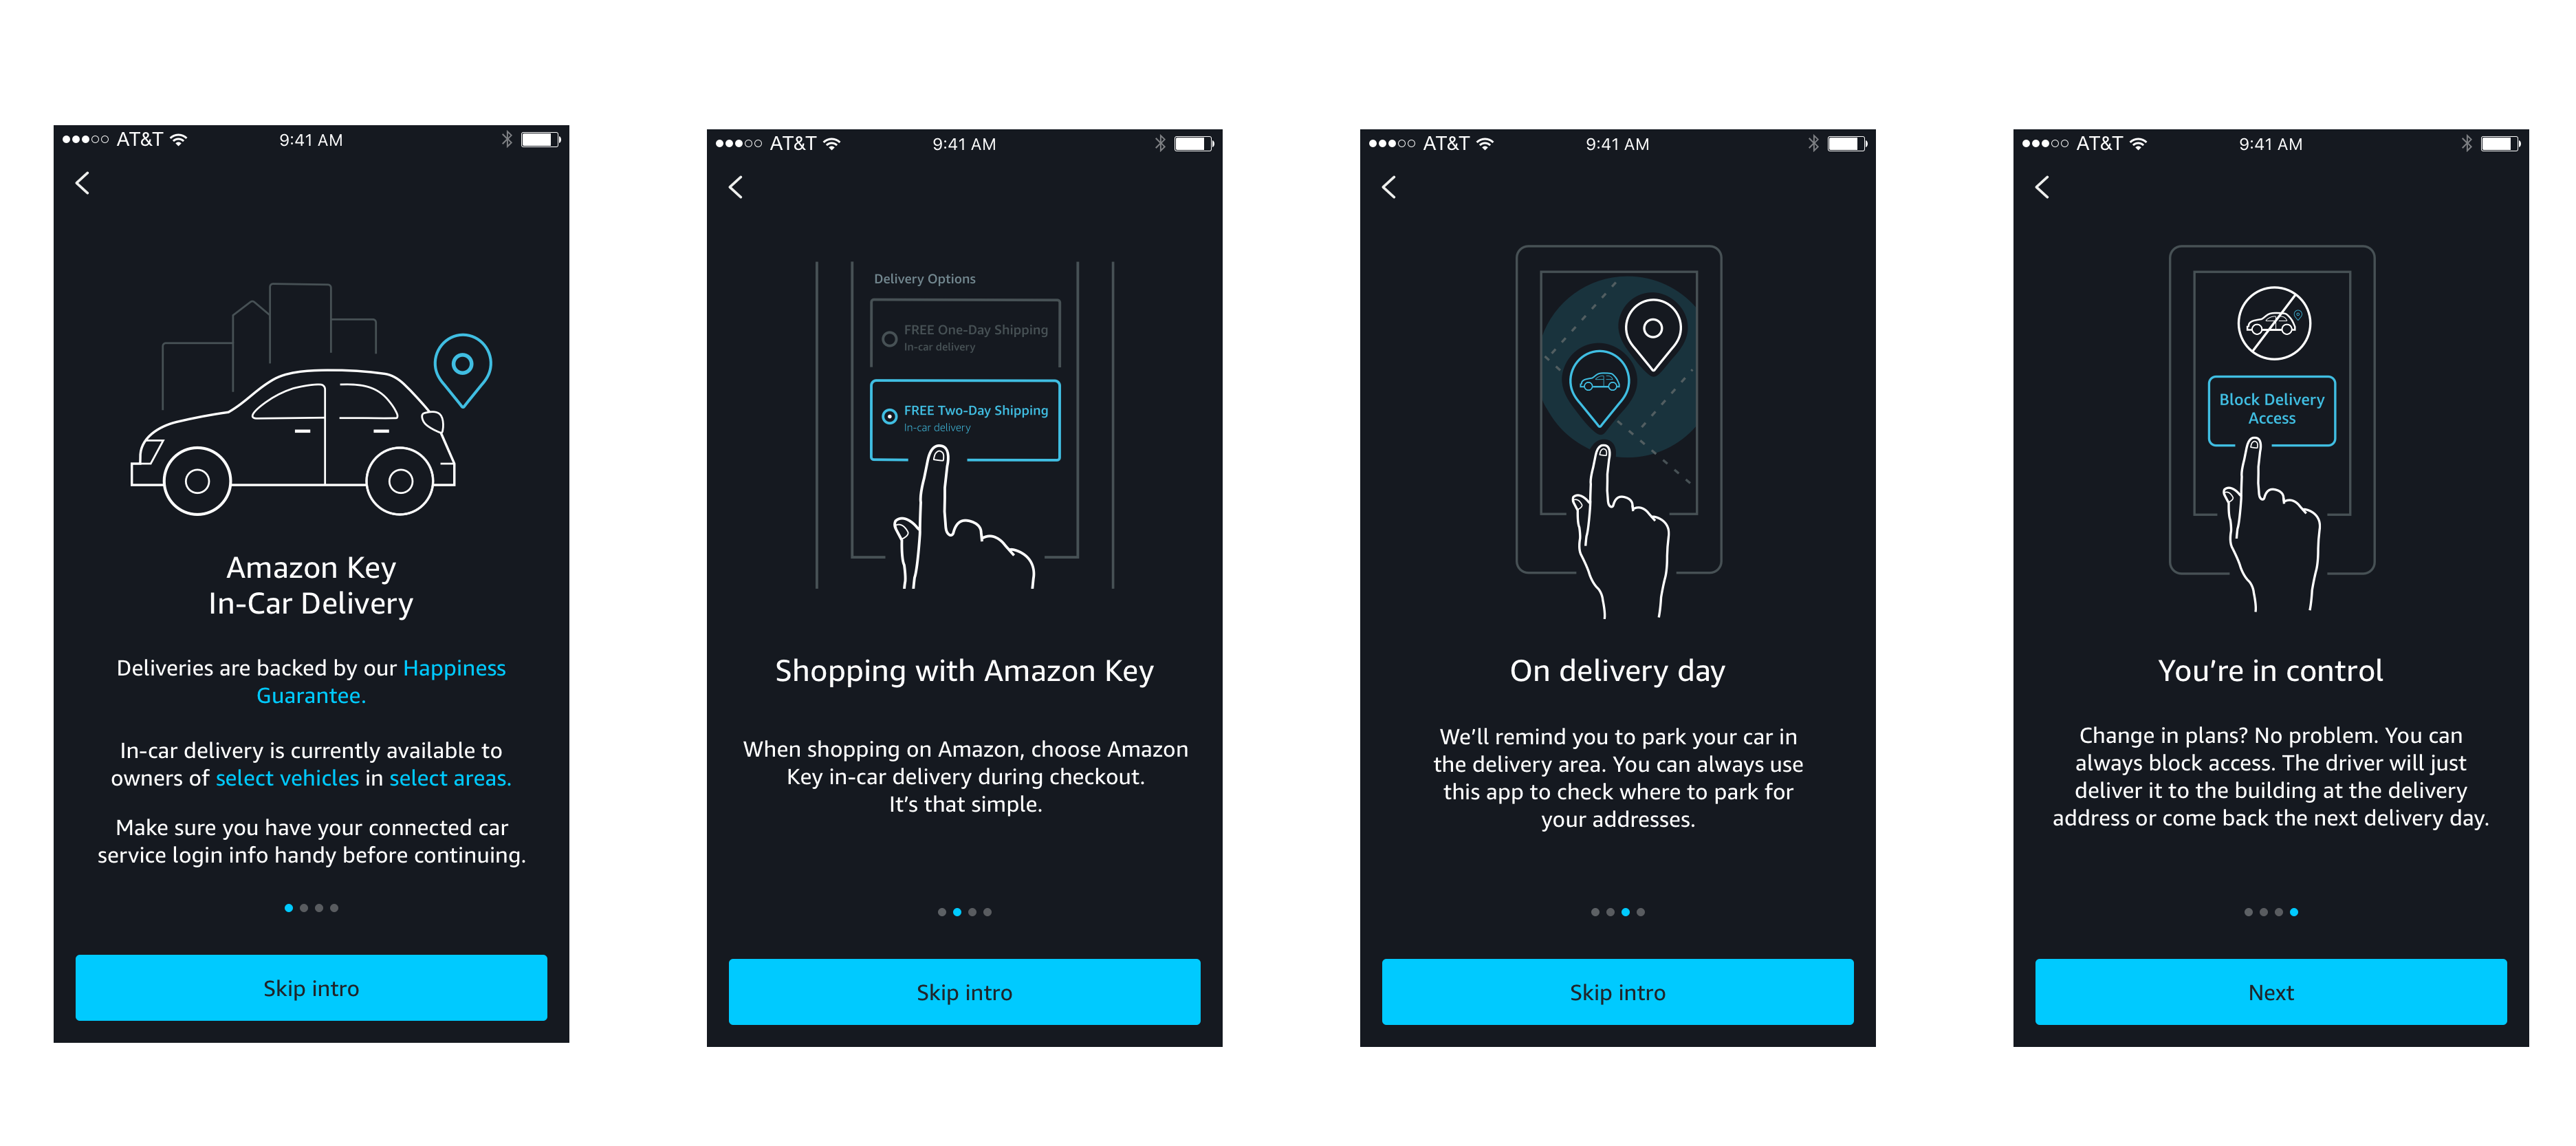 AT&T 9:41 AM
Amazon Key
In-Car Delivery
Deliveries are backed by our Happiness
Guarantee.
In-car delivery is currently available to
owners of select vehicles in select areas.
Make sure you have your connected car
service login info handy before continuing.
Skip intro
AT&T 9:41 AM
Delivery Options
FREE One-Day Shipping
In-car delivery
FREE Two-Day Shipping
In-car delivery
Shopping with Amazon Key
When shopping on Amazon, choose Amazon
Key in-car delivery during checkout.
It’s that simple.
Skip intro
AT&T 9:41 AM
On delivery day
We’ll remind you to park your car in
the delivery area. You can always use
this app to check where to park for
your addresses.
Skip intro
AT&T 9:41 AM
Block Delivery
Access
You’re in control
Change in plans? No problem. You can
always block access. The driver will just
deliver it to the building at the delivery
address or come back the next delivery day.
Next